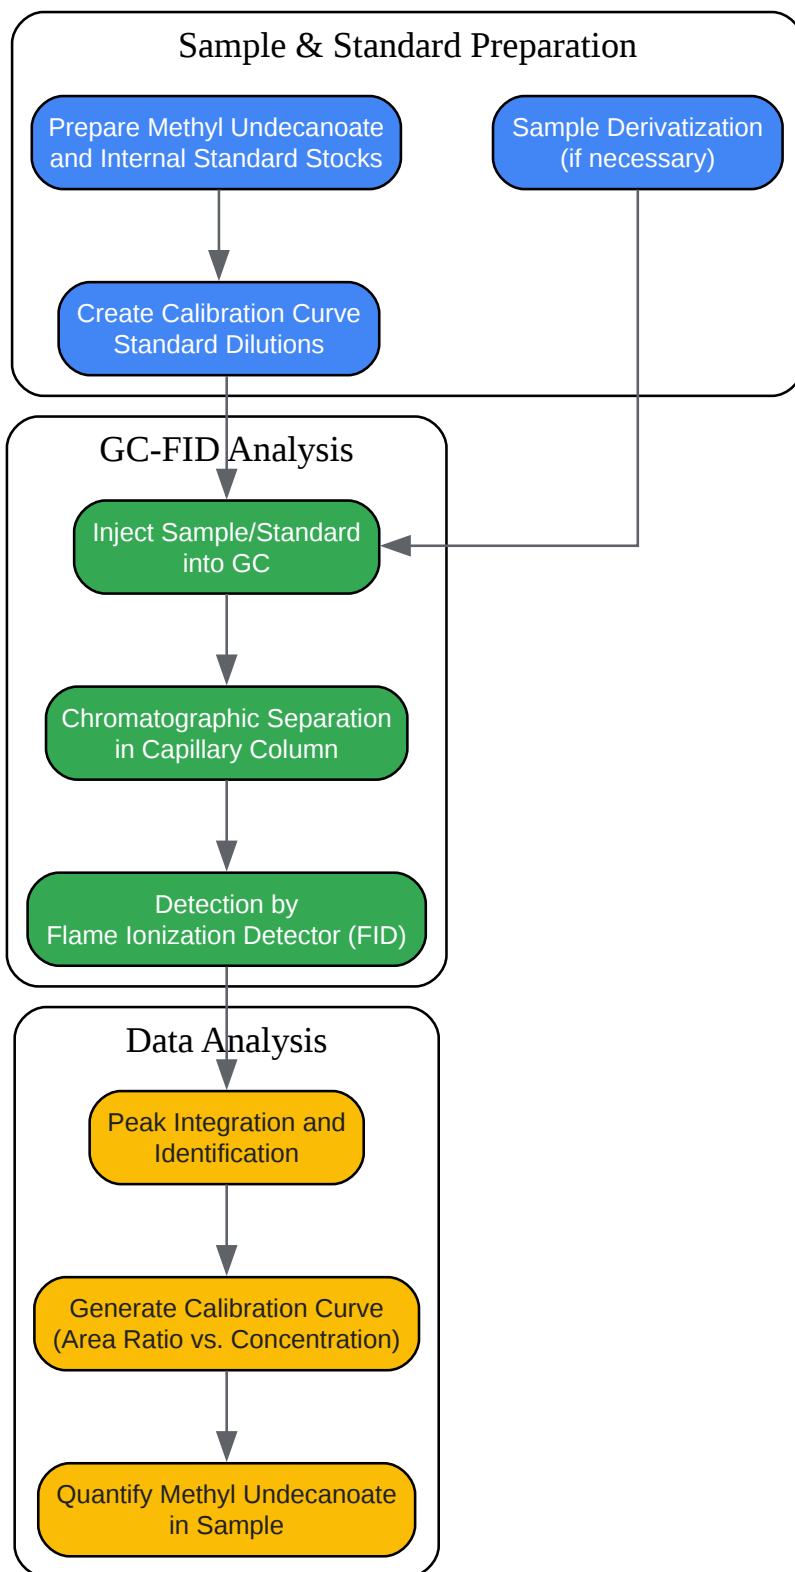 Sample & Standard Preparation
Prepare Methyl Undecanoate
and Internal Standard Stocks
Sample Derivatization
(if necessary)
Create Calibration Curve
Standard Dilutions
GC-FID Analysis
Inject Sample/Standard
into GC
Chromatographic Separation
in Capillary Column
Detection by
Flame Ionization Detector (FID)
Data Analysis
Peak Integration and
Identification
Generate Calibration Curve
(Area Ratio vs. Concentration)
Quantify Methyl Undecanoate
in Sample